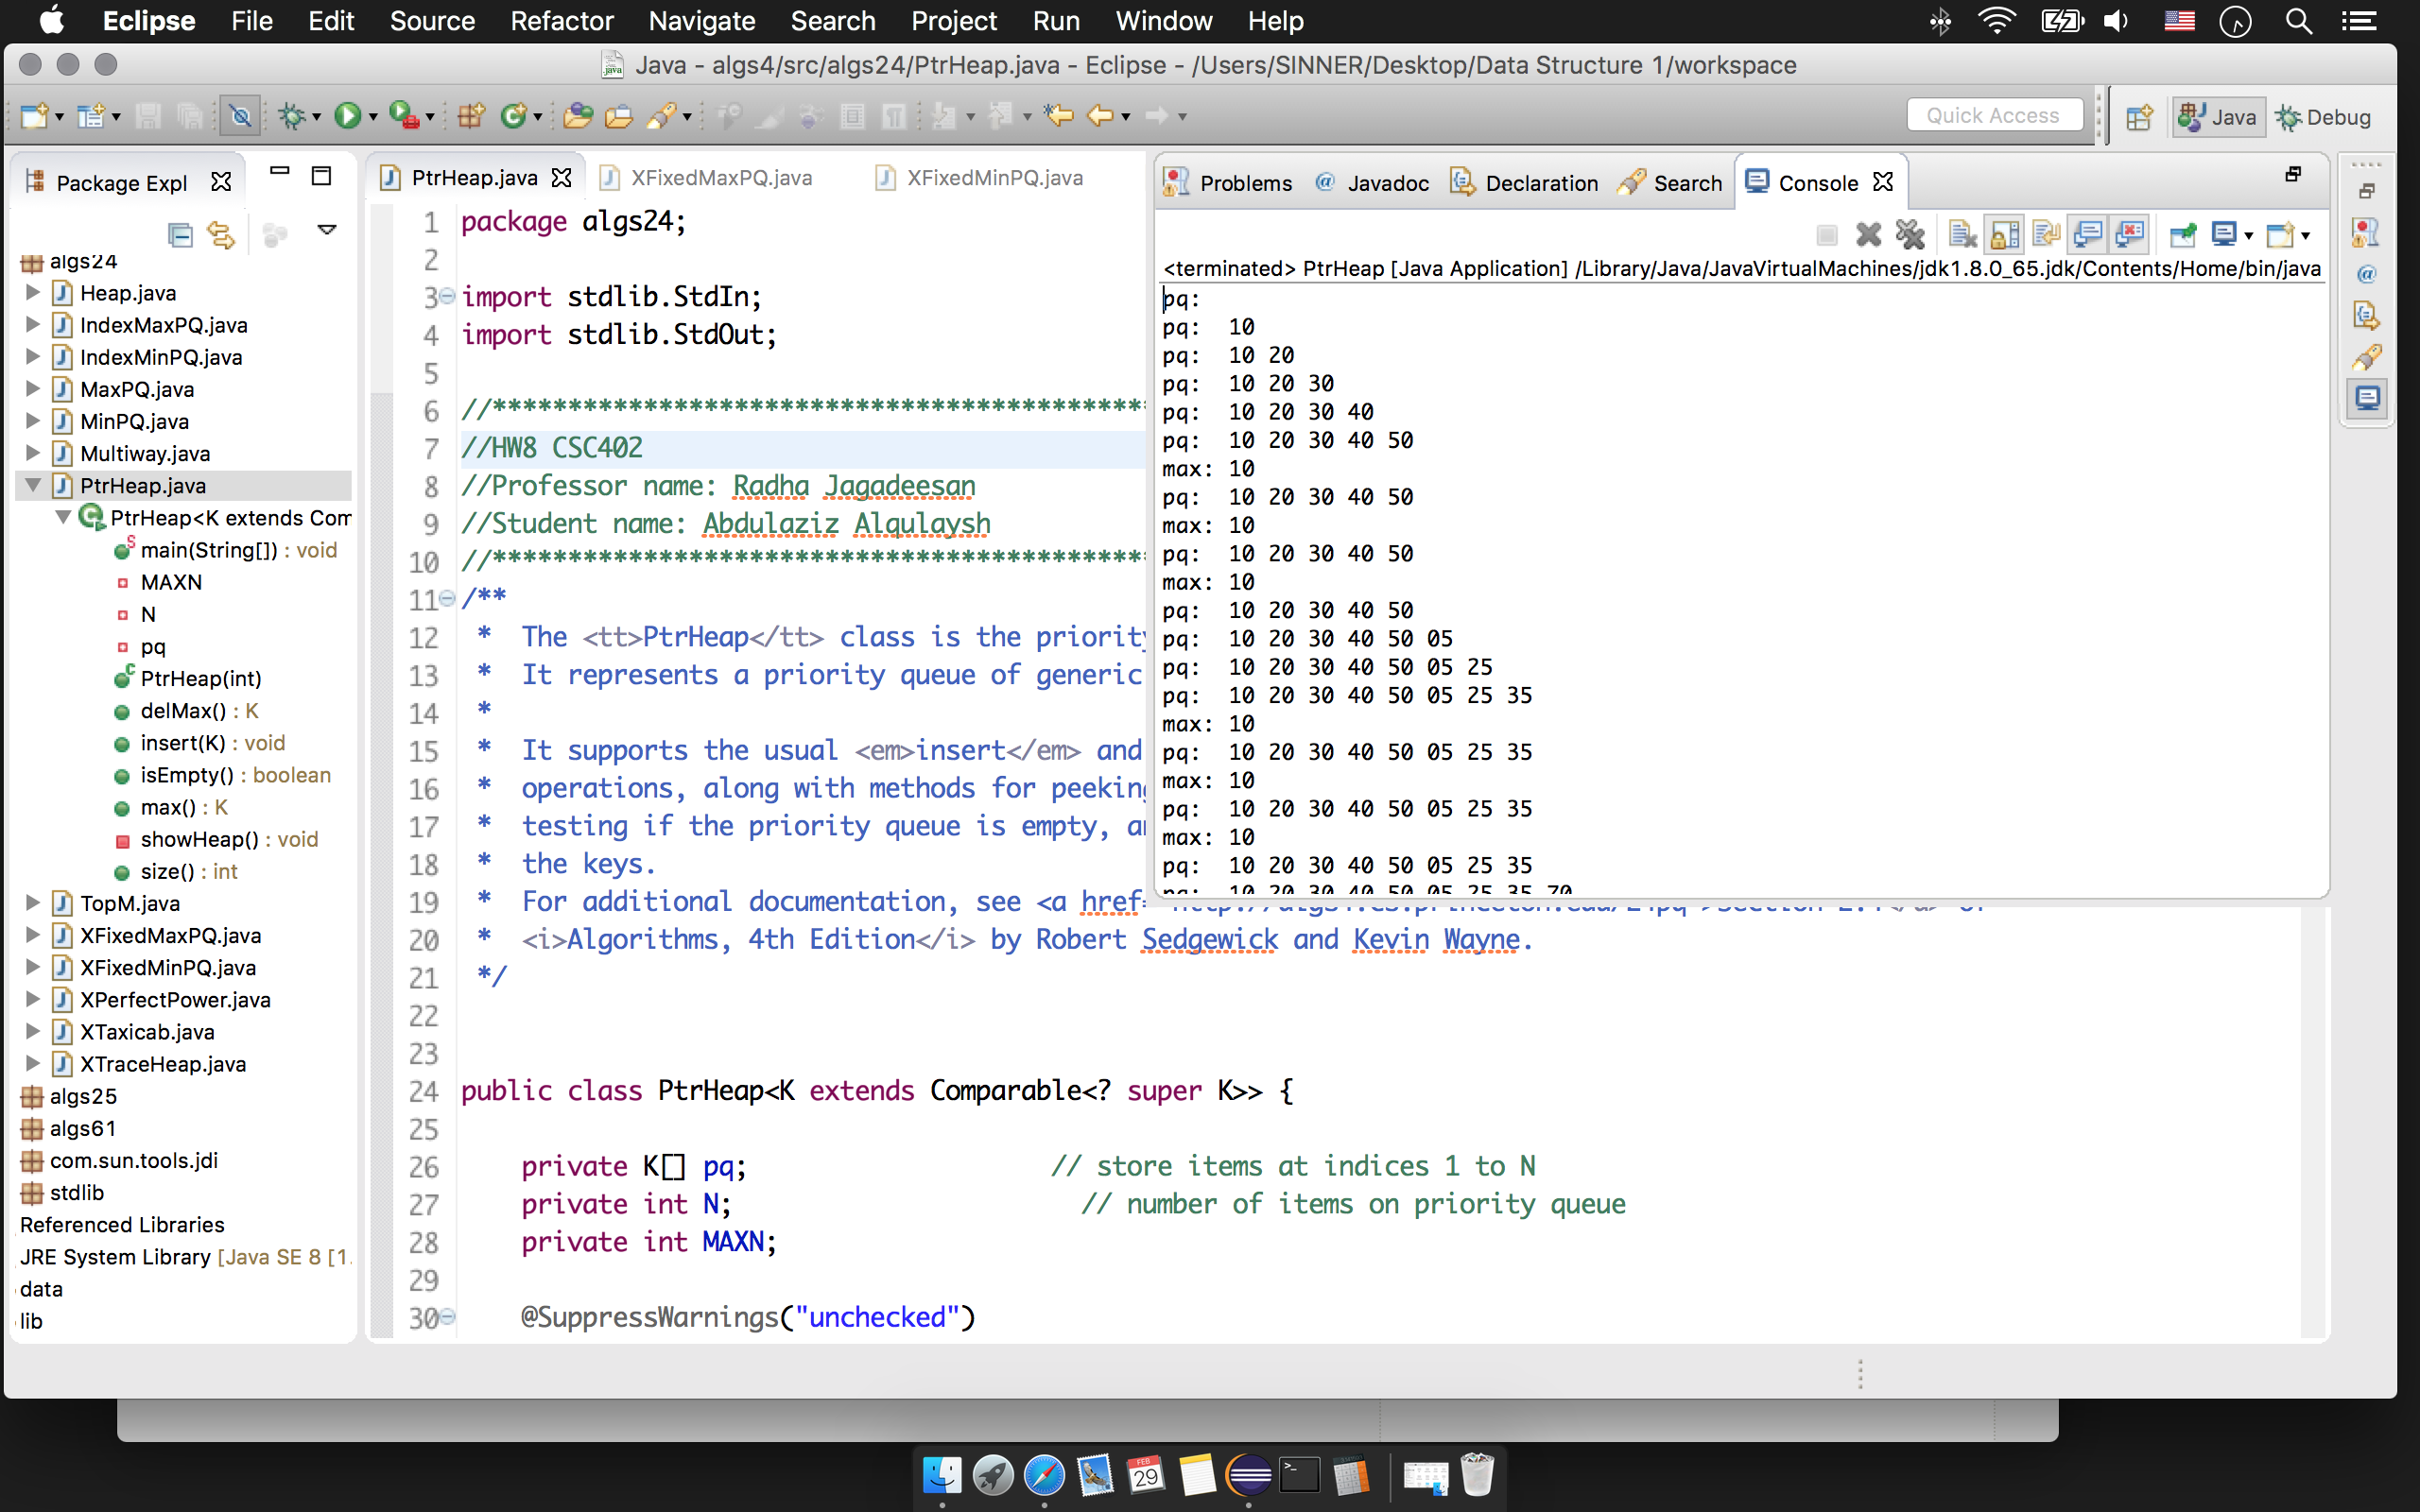 Eclipse File Edit Source Refactor Navigate Search Project Run Window Help
Java - algs4/src/algs24/PtrHeap.java - Eclipse - /Users/SINNER/Desktop/Data Structure 1/workspace
Quick Access
Java
Debug
Package Expl
algs24
Heap.java
IndexMaxPQ.java
IndexMinPQ.java
MaxPQ.java
MinPQ.java
Multiway.java
PtrHeap.java
PtrHeap<K extends Com
main(String[]) : void
MAXN
N
pq
PtrHeap(int)
delMax() : K
insert(K) : void
isEmpty() : boolean
max() : K
showHeap() : void
size() : int
TopM.java
XFixedMaxPQ.java
XFixedMinPQ.java
XPerfectPower.java
XTaxicab.java
XTraceHeap.java
algs25
algs61
com.sun.tools.jdi
stdlib
Referenced Libraries
JRE System Library [Java SE 8 [1.
data
lib
PtrHeap.java XFixedMaxPQ.java XFixedMinPQ.java
1 package algs24;
2
3 import stdlib.StdIn;
4 import stdlib.StdOut;
5
6 //*******************************************
7 //HW8 CSC402
8 //Professor name: Radha Jagadeesan
9 //Student name: Abdulaziz Alqulaysh
10 //*******************************************
11 /**
12 * The <tt>PtrHeap</tt> class is the priority
13 * It represents a priority queue of generic
14 *
15 * It supports the usual <em>insert</em> and
16 * operations, along with methods for peeking
17 * testing if the priority queue is empty, an
18 * the keys.
19 * For additional documentation, see <a href=
20 * <i>Algorithms, 4th Edition</i> by Robert Sedgewick and Kevin Wayne.
21 */
22
23
24 public class PtrHeap<K extends Comparable<? super K>> {
25
26 private K[] pq; // store items at indices 1 to N
27 private int N; // number of items on priority queue
28 private int MAXN;
29
30 @SuppressWarnings("unchecked")
Problems Javadoc Declaration Search Console
<terminated> PtrHeap [Java Application] /Library/Java/JavaVirtualMachines/jdk1.8.0_65.jdk/Contents/Home/bin/java
pq:
pq: 10
pq: 10 20
pq: 10 20 30
pq: 10 20 30 40
pq: 10 20 30 40 50
max: 10
pq: 10 20 30 40 50
max: 10
pq: 10 20 30 40 50
max: 10
pq: 10 20 30 40 50
pq: 10 20 30 40 50 05
pq: 10 20 30 40 50 05 25
pq: 10 20 30 40 50 05 25 35
max: 10
pq: 10 20 30 40 50 05 25 35
max: 10
pq: 10 20 30 40 50 05 25 35
max: 10
pq: 10 20 30 40 50 05 25 35
pq: 10 20 30 40 50 05 25 35 70
FEB
29